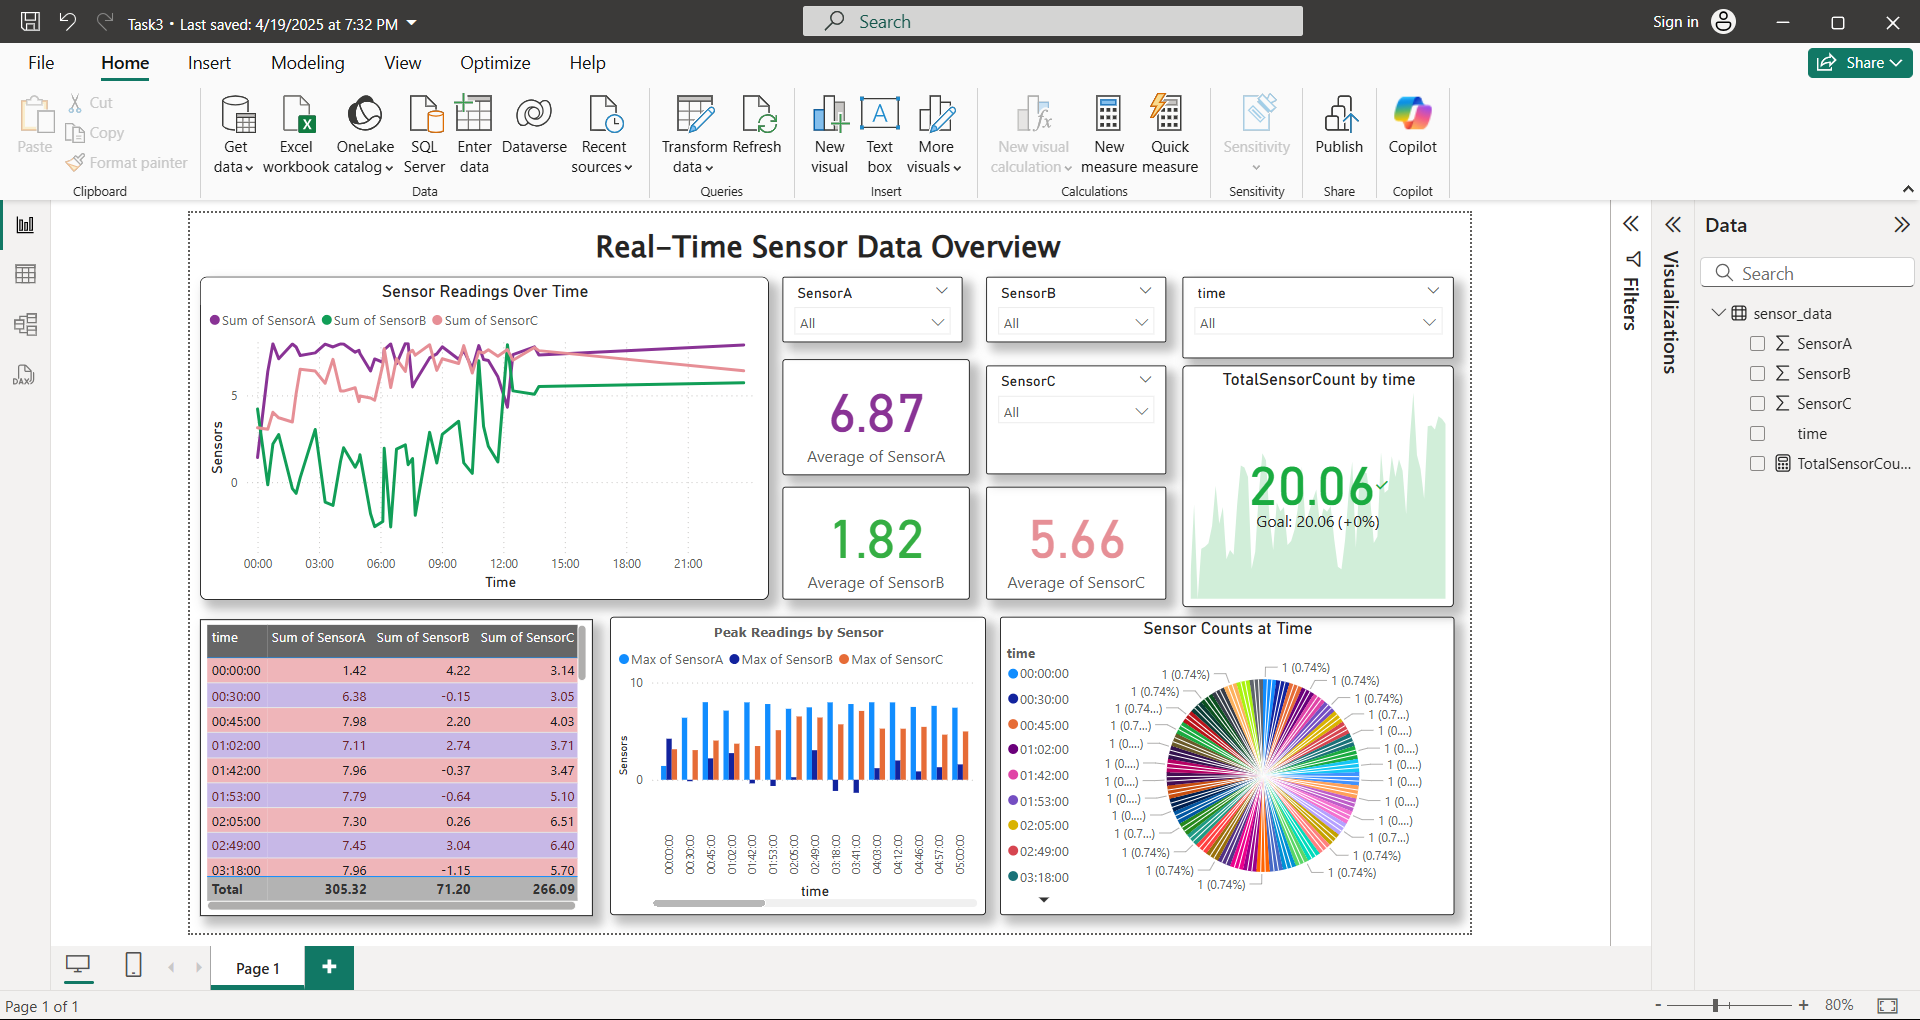 Task3 • Last saved: 4/19/2025 at 7:32 PM
Search
Sign in
File
Home
Insert
Modeling
View
Optimize
Help
Share
Paste
Cut
Copy
Format painter
Clipboard
Get data
Excel workbook
OneLake catalog
SQL Server
Enter data
Dataverse
Recent sources
Data
Transform data
Refresh
Queries
New visual
A
Text box
More visuals
Insert
New visual calculation
New measure
Quick measure
Calculations
Sensitivity
Sensitivity
Publish
Share
Copilot
Copilot
Real-Time Sensor Data Overview
Sensor Readings Over Time
Sum of SensorA Sum of SensorB Sum of SensorC
5
0
Sensors
00:00 03:00 06:00 09:00 12:00 15:00 18:00 21:00
Time
SensorA
All
SensorB
All
time
All
6.87
Average of SensorA
SensorC
All
1.82
Average of SensorB
5.66
Average of SensorC
TotalSensorCount by time
20.06
Goal: 20.06 (+0%)
time Sum of SensorA Sum of SensorB Sum of SensorC
00:00:00 1.42 4.22 3.14
00:30:00 6.38 -0.15 3.05
00:45:00 7.98 2.20 4.03
01:02:00 7.11 2.74 3.71
01:42:00 7.96 -0.37 3.47
01:53:00 7.79 -0.64 5.10
02:05:00 7.30 0.26 6.51
02:49:00 7.45 3.04 6.40
03:18:00 7.96 -1.15 5.70
Total 305.32 71.20 266.09
Peak Readings by Sensor
Max of SensorA Max of SensorB Max of SensorC
10
0
Sensors
00:00:00 00:30:00 00:45:00 01:02:00 01:42:00 01:53:00 02:05:00 02:49:00 03:18:00 03:41:00 04:03:00 04:12:00 04:46:00 04:57:00 05:00:00
time
Sensor Counts at Time
time
00:00:00
00:30:00
00:45:00
01:02:00
01:42:00
01:53:00
02:05:00
02:49:00
03:18:00
1 (0.74%)
1 (0.74%)
1 (0.74%)
1 (0.7...)
1 (0....)
1 (0....)
1 (0....)
1 (0....)
1 (0....)
1 (0....)
1 (0.7...)
1 (0.74%)
1 (0.74%)
1 (0.74%)
1 (0.74%)
1 (0.74%)
1 (0.7...)
1 (0....)
1 (0....)
1 (0....)
1 (0....)
1 (0....)
1 (0.7...)
1 (0.74...)
1 (0.74%)
1 (0.74%)
Filters
Visualizations
Data
Search
sensor_data
SensorA
SensorB
SensorC
time
TotalSensorCou...
Page 1
Page 1 of 1
80%